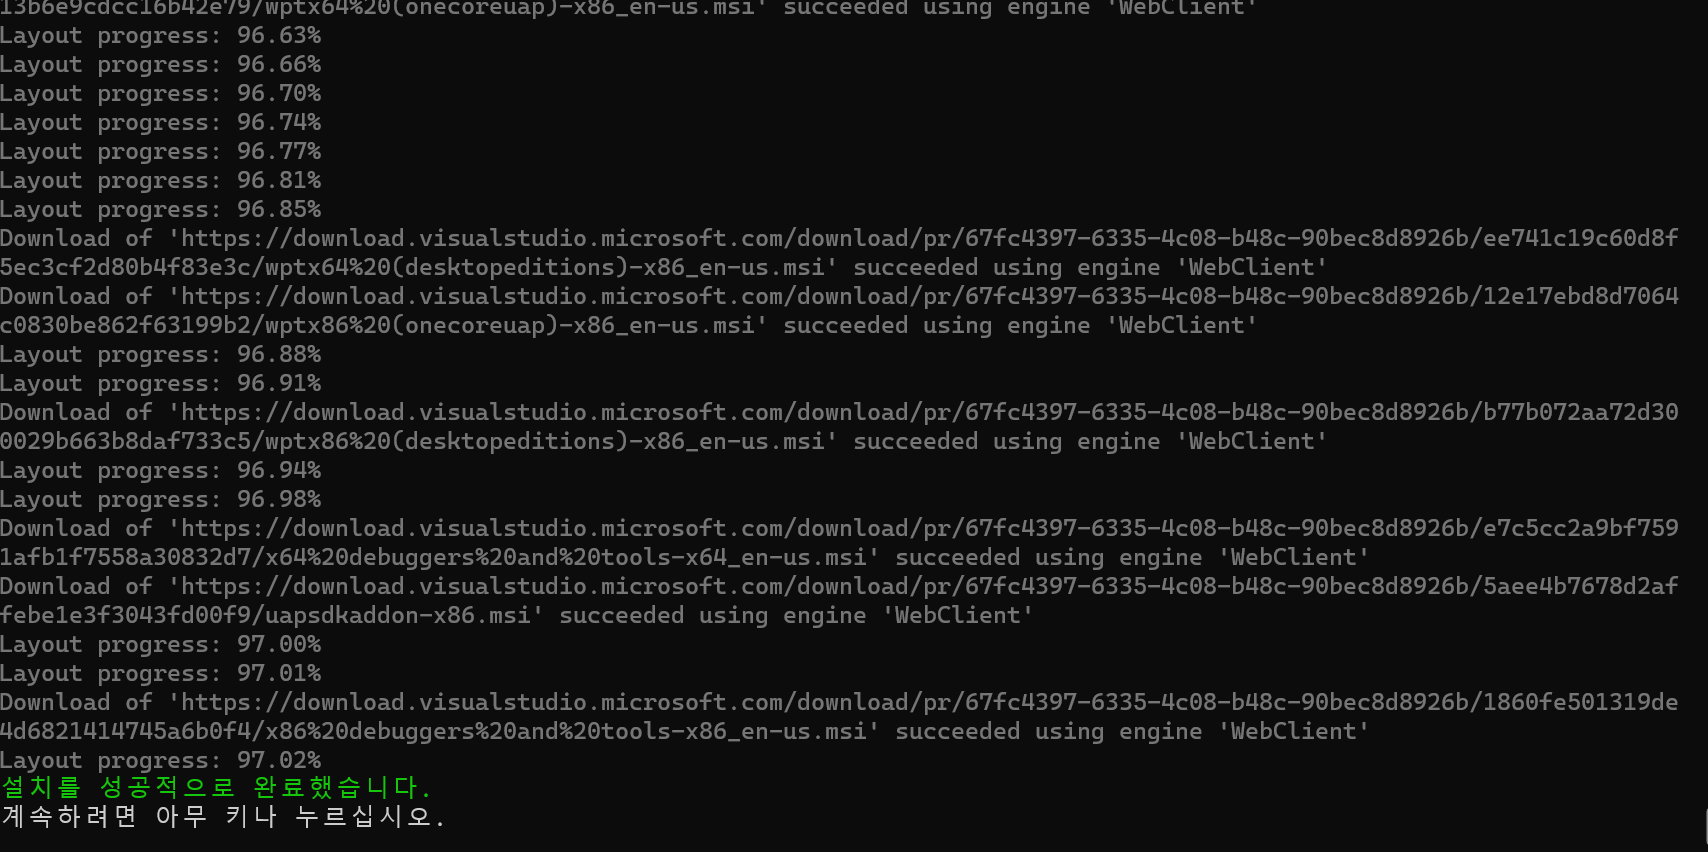 13b6e9cdcc16b42e79/wptx64%20(onecoreuap)-x86_en-us.msi' succeeded using engine 'WebClient'
Layout progress: 96.63%
Layout progress: 96.66%
Layout progress: 96.70%
Layout progress: 96.74%
Layout progress: 96.77%
Layout progress: 96.81%
Layout progress: 96.85%
Download of 'https://download.visualstudio.microsoft.com/download/pr/67fc4397-6335-4c08-b48c-90bec8d8926b/ee741c19c60d8f
5ec3cf2d80b4f83e3c/wptx64%20(desktopeditions)-x86_en-us.msi' succeeded using engine 'WebClient'
Download of 'https://download.visualstudio.microsoft.com/download/pr/67fc4397-6335-4c08-b48c-90bec8d8926b/12e17ebd8d7064
c0830be862f63199b2/wptx86%20(onecoreuap)-x86_en-us.msi' succeeded using engine 'WebClient'
Layout progress: 96.88%
Layout progress: 96.91%
Download of 'https://download.visualstudio.microsoft.com/download/pr/67fc4397-6335-4c08-b48c-90bec8d8926b/b77b072aa72d30
0029b663b8daf733c5/wptx86%20(desktopeditions)-x86_en-us.msi' succeeded using engine 'WebClient'
Layout progress: 96.94%
Layout progress: 96.98%
Download of 'https://download.visualstudio.microsoft.com/download/pr/67fc4397-6335-4c08-b48c-90bec8d8926b/e7c5cc2a9bf759
1afb1f7558a30832d7/x64%20debuggers%20and%20tools-x64_en-us.msi' succeeded using engine 'WebClient'
Download of 'https://download.visualstudio.microsoft.com/download/pr/67fc4397-6335-4c08-b48c-90bec8d8926b/5aee4b7678d2af
febe1e3f3043fd00f9/uapsdkaddon-x86.msi' succeeded using engine 'WebClient'
Layout progress: 97.00%
Layout progress: 97.01%
Download of 'https://download.visualstudio.microsoft.com/download/pr/67fc4397-6335-4c08-b48c-90bec8d8926b/1860fe501319de
4d6821414745a6b0f4/x86%20debuggers%20and%20tools-x86_en-us.msi' succeeded using engine 'WebClient'
Layout progress: 97.02%
설치를 성공적으로 완료했습니다.
계속하려면 아무 키나 누르십시오.